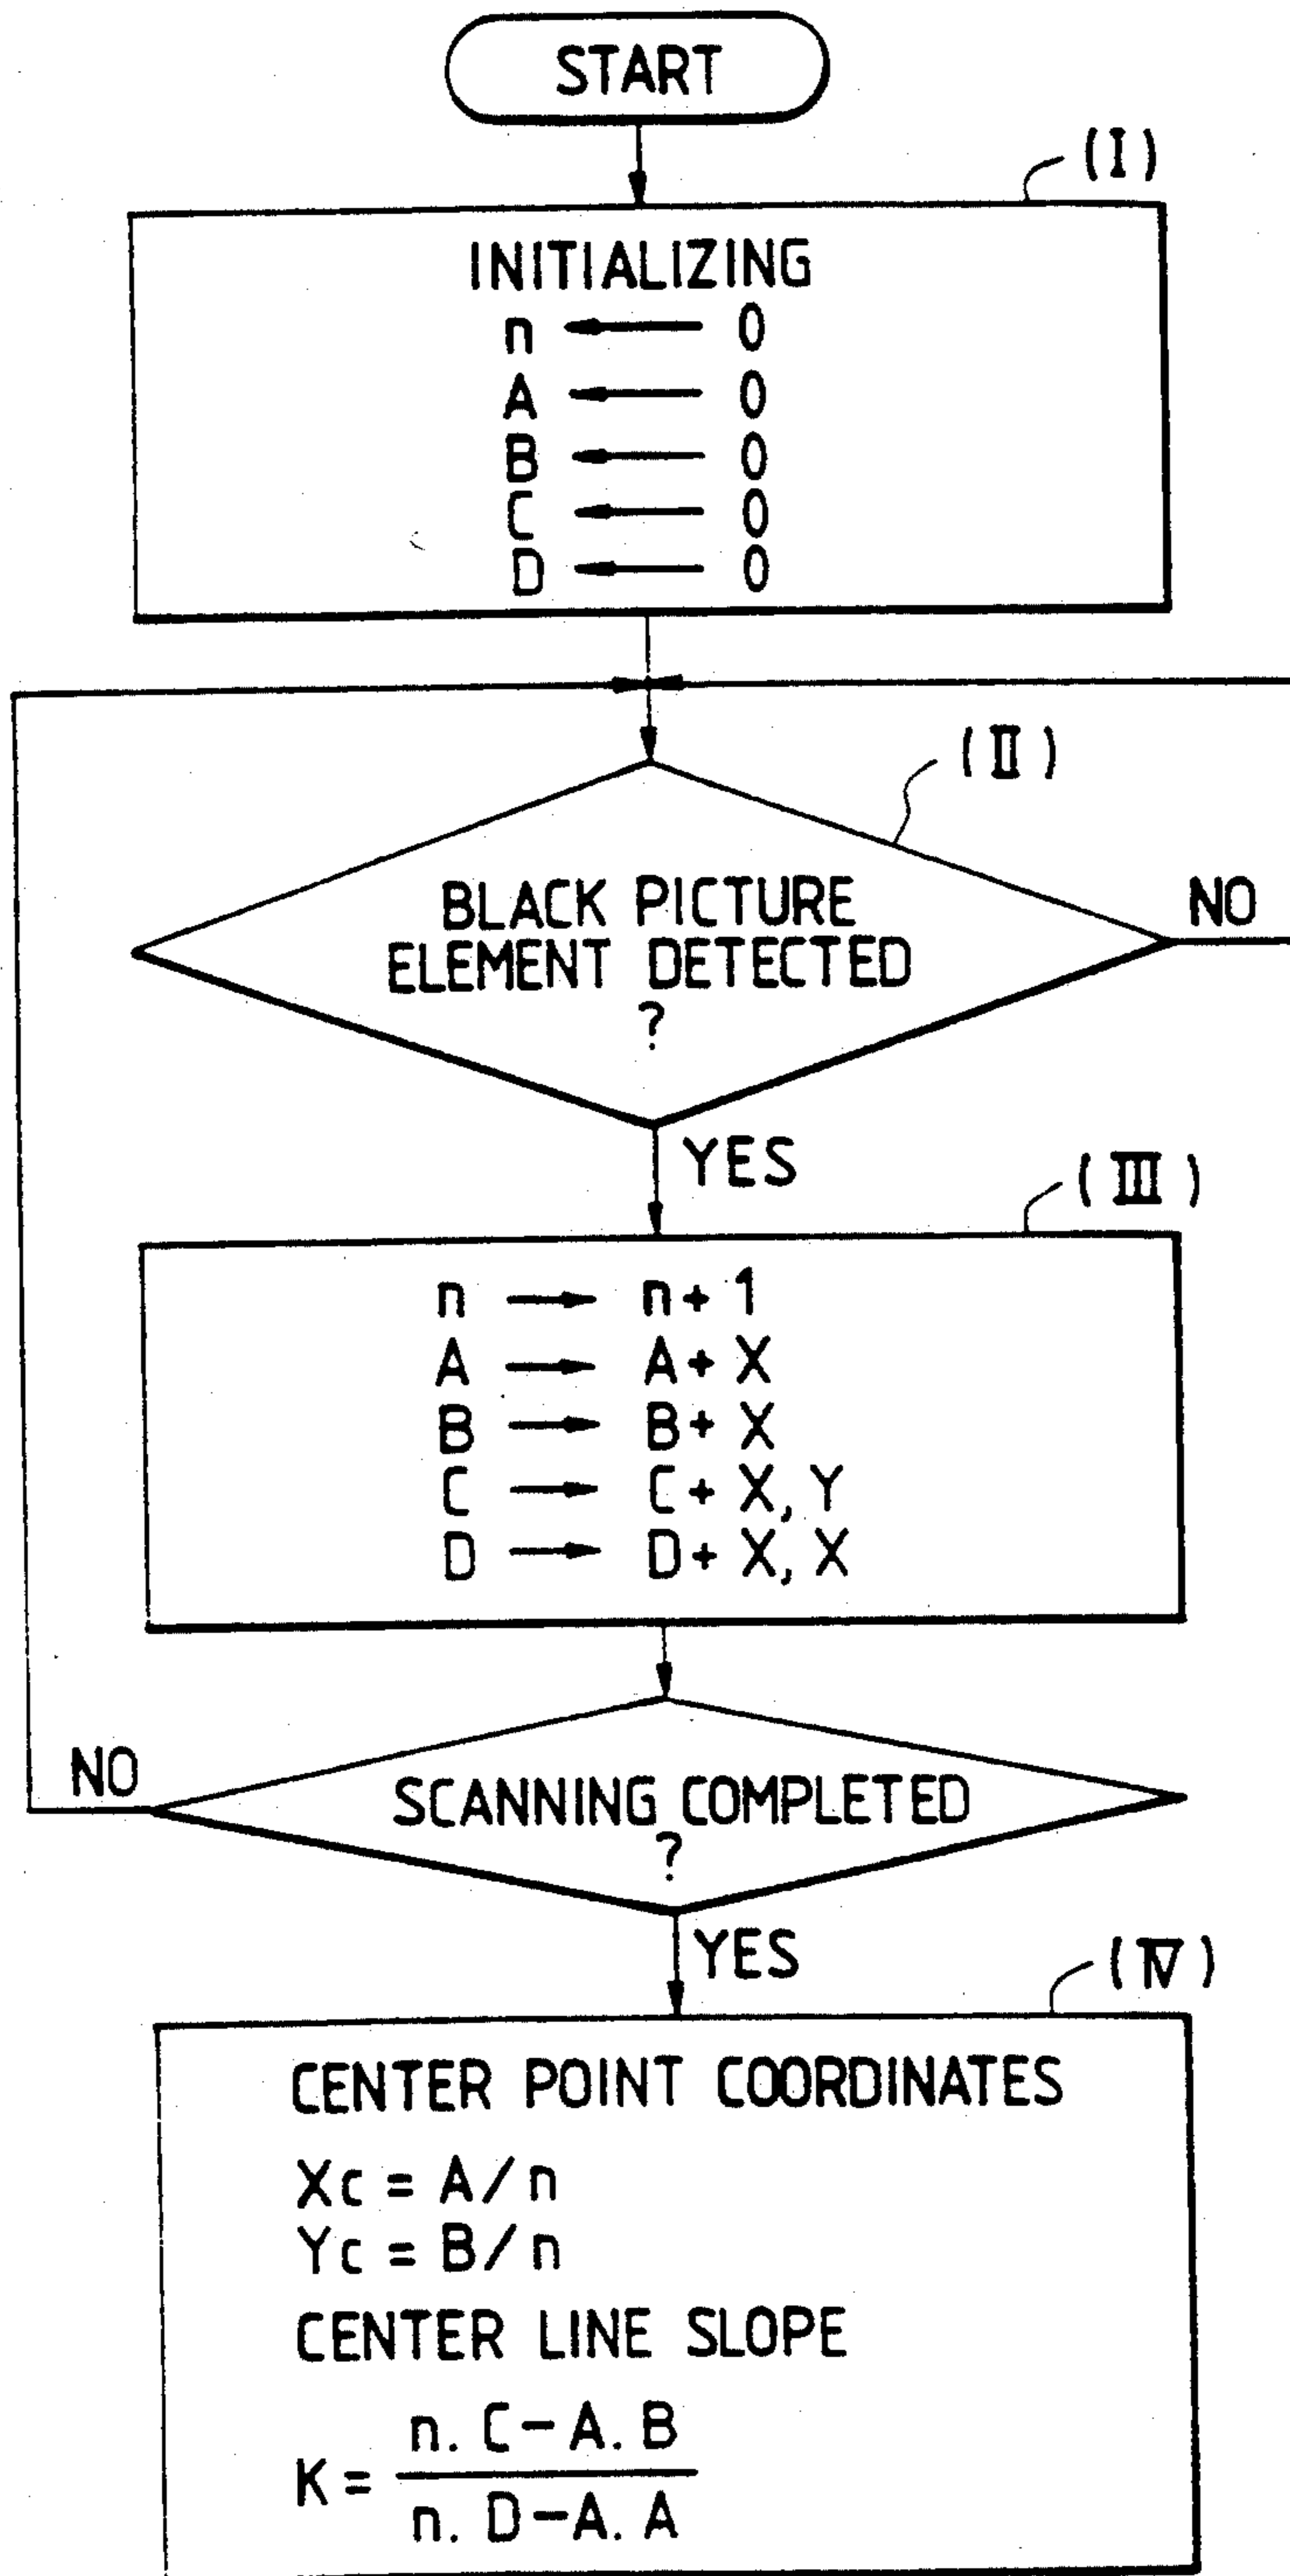 START
(I)
INITIALIZING
n ← 0
A ← 0
B ← 0
C ← 0
D ← 0
(II)
BLACK PICTURE
ELEMENT DETECTED
?
NO
YES
(III)
n → n+1
A → A+X
B → B+X
C → C+X, Y
D → D+X, X
NO
SCANNING COMPLETED
?
YES
(IV)
CENTER POINT COORDINATES
Xc = A/n
Yc = B/n
CENTER LINE SLOPE
n. C-A. B
K =
n. D-A. A